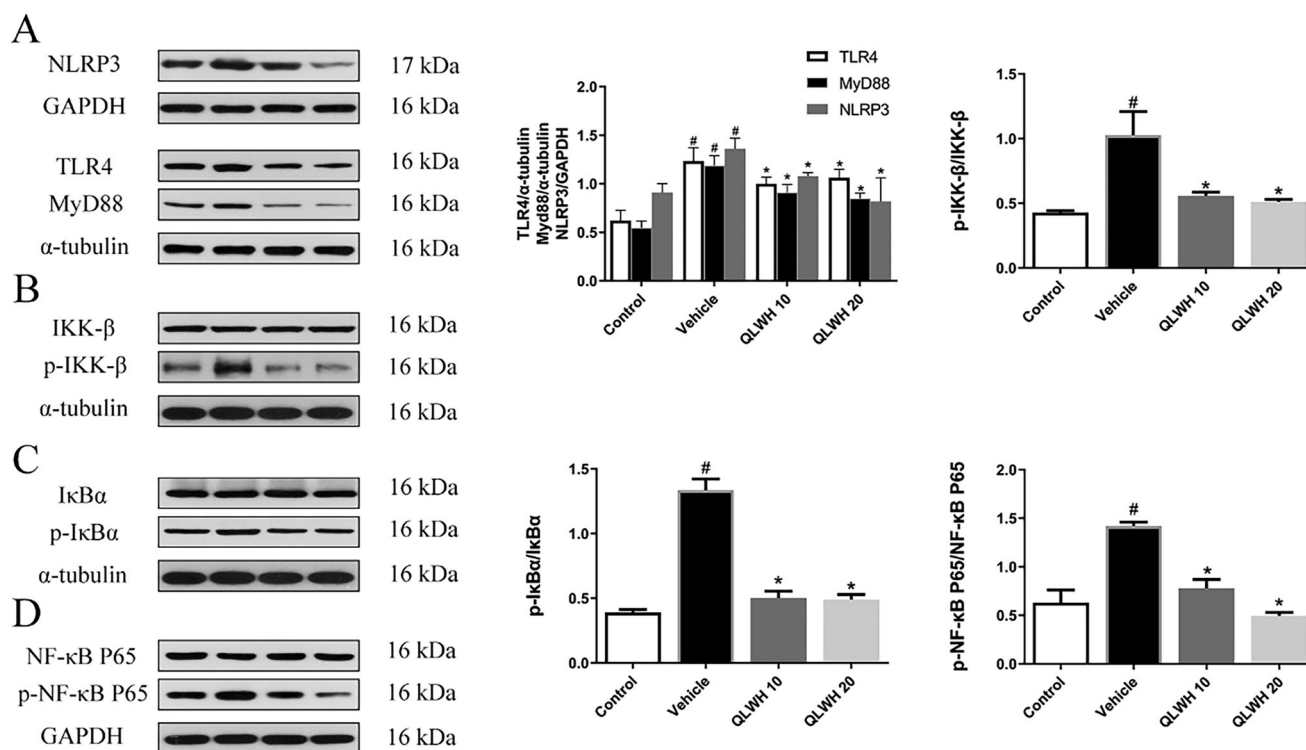 A
NLRP3 17 kDa
GAPDH 16 kDa
TLR4 16 kDa
MyD88 16 kDa
α-tubulin 16 kDa
TLR4
MyD88
NLRP3
TLR4/α-tubulin
Myd88/α-tubulin
NLRP3/GAPDH
2.0
1.5
1.0
0.5
0.0
# # #
* * *
* * *
Control Vehicle QLWH 10 QLWH 20
p-IKK-β/IKK-β
1.5
1.0
0.5
0.0
#
* *
Control Vehicle QLWH 10 QLWH 20
B
IKK-β 16 kDa
p-IKK-β 16 kDa
α-tubulin 16 kDa
C
IκBα 16 kDa
p-IκBα 16 kDa
α-tubulin 16 kDa
p-IκBα/IκBα
1.5
1.0
0.5
0.0
#
* *
Control Vehicle QLWH 10 QLWH 20
p-NF-κB P65/NF-κB P65
2.0
1.5
1.0
0.5
0.0
#
*
*
Control Vehicle QLWH 10 QLWH 20
D
NF-κB P65 16 kDa
p-NF-κB P65 16 kDa
GAPDH 16 kDa